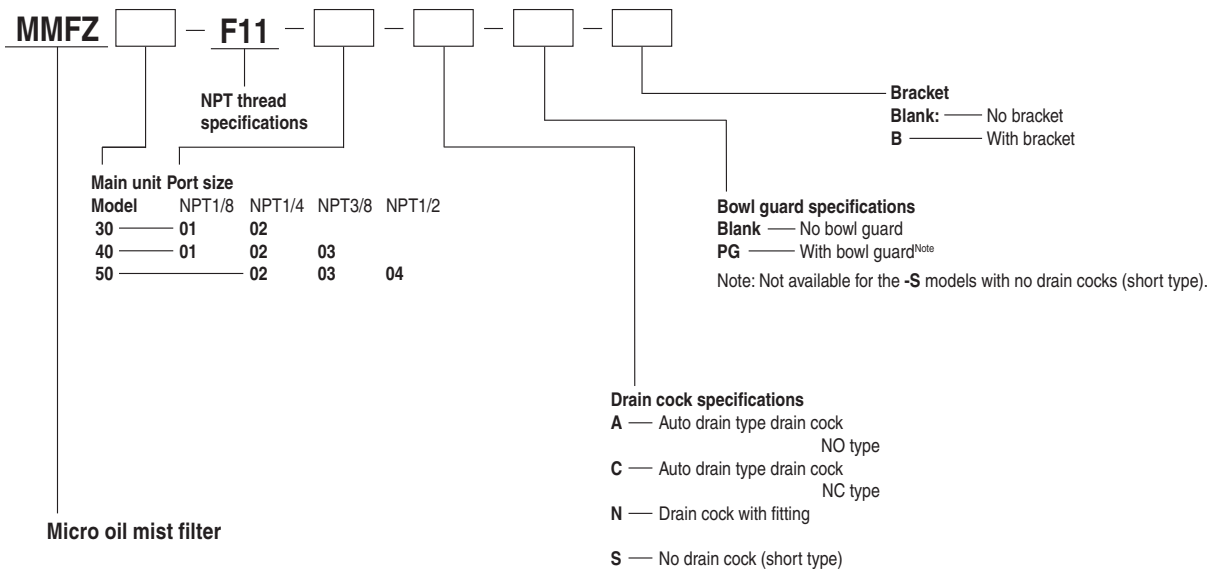 MMFZ - F11 - - - -
NPT thread
specifications
Bracket
Blank: No bracket
B With bracket
Main unit Port size
Model NPT1/8 NPT1/4 NPT3/8 NPT1/2
30 01 02
40 01 02 03
50 02 03 04
Bowl guard specifications
Blank No bowl guard
PG With bowl guardNote
Note: Not available for the -S models with no drain cocks (short type).
Drain cock specifications
A Auto drain type drain cock
NO type
C Auto drain type drain cock
NC type
N Drain cock with fitting
S No drain cock (short type)
Micro oil mist filter